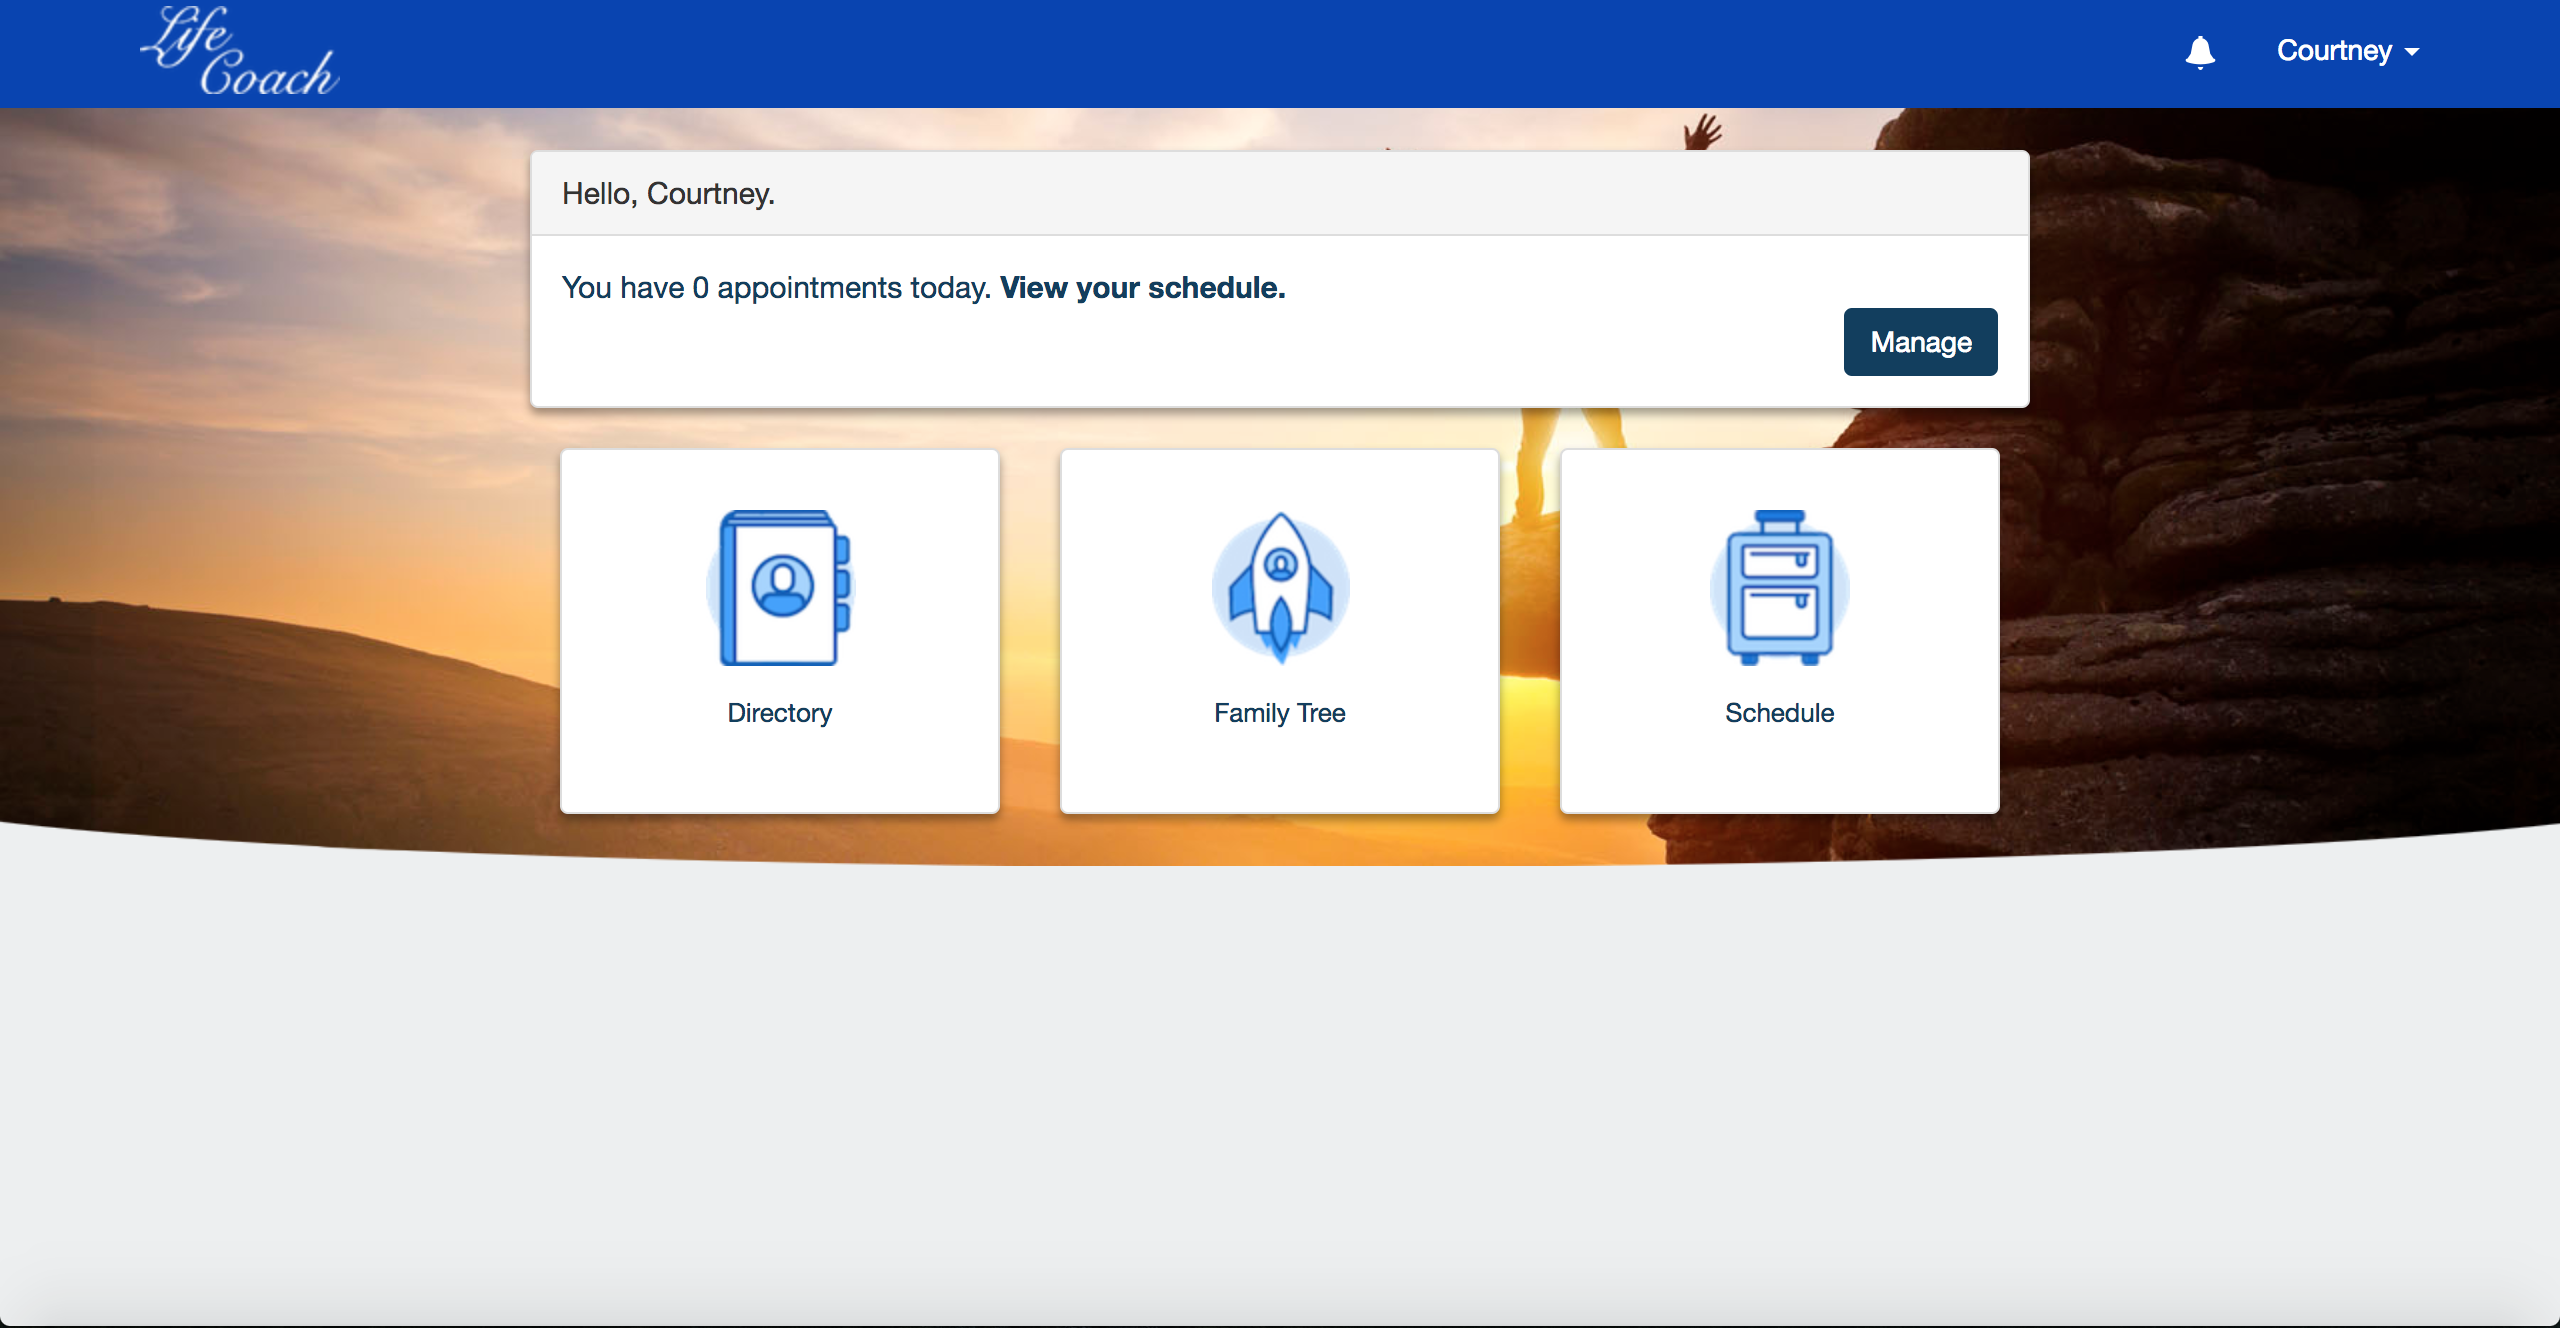 Life
Coach
Courtney
Hello, Courtney.
You have 0 appointments today. View your schedule.
Manage
Directory
Family Tree
Schedule